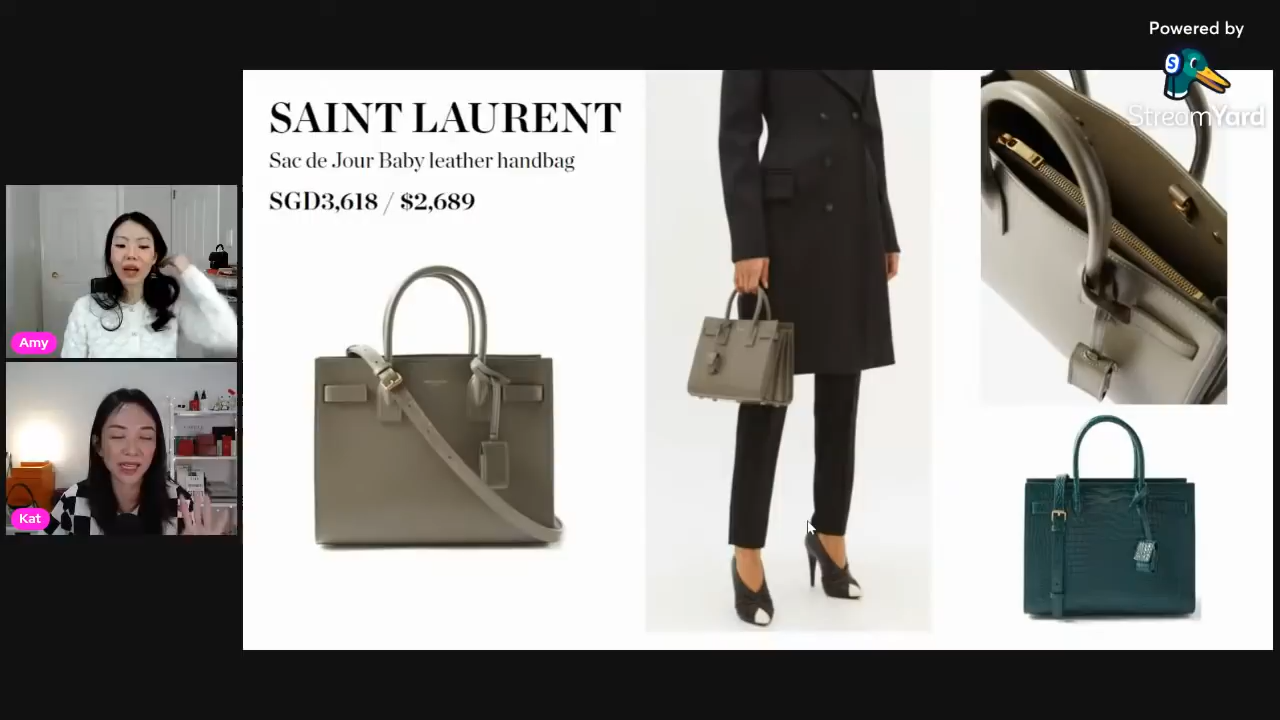 Powered by
StreamYard
SAINT LAURENT
Sac de Jour Baby leather handbag
SGD3,618 / $2,689
Amy
Kat